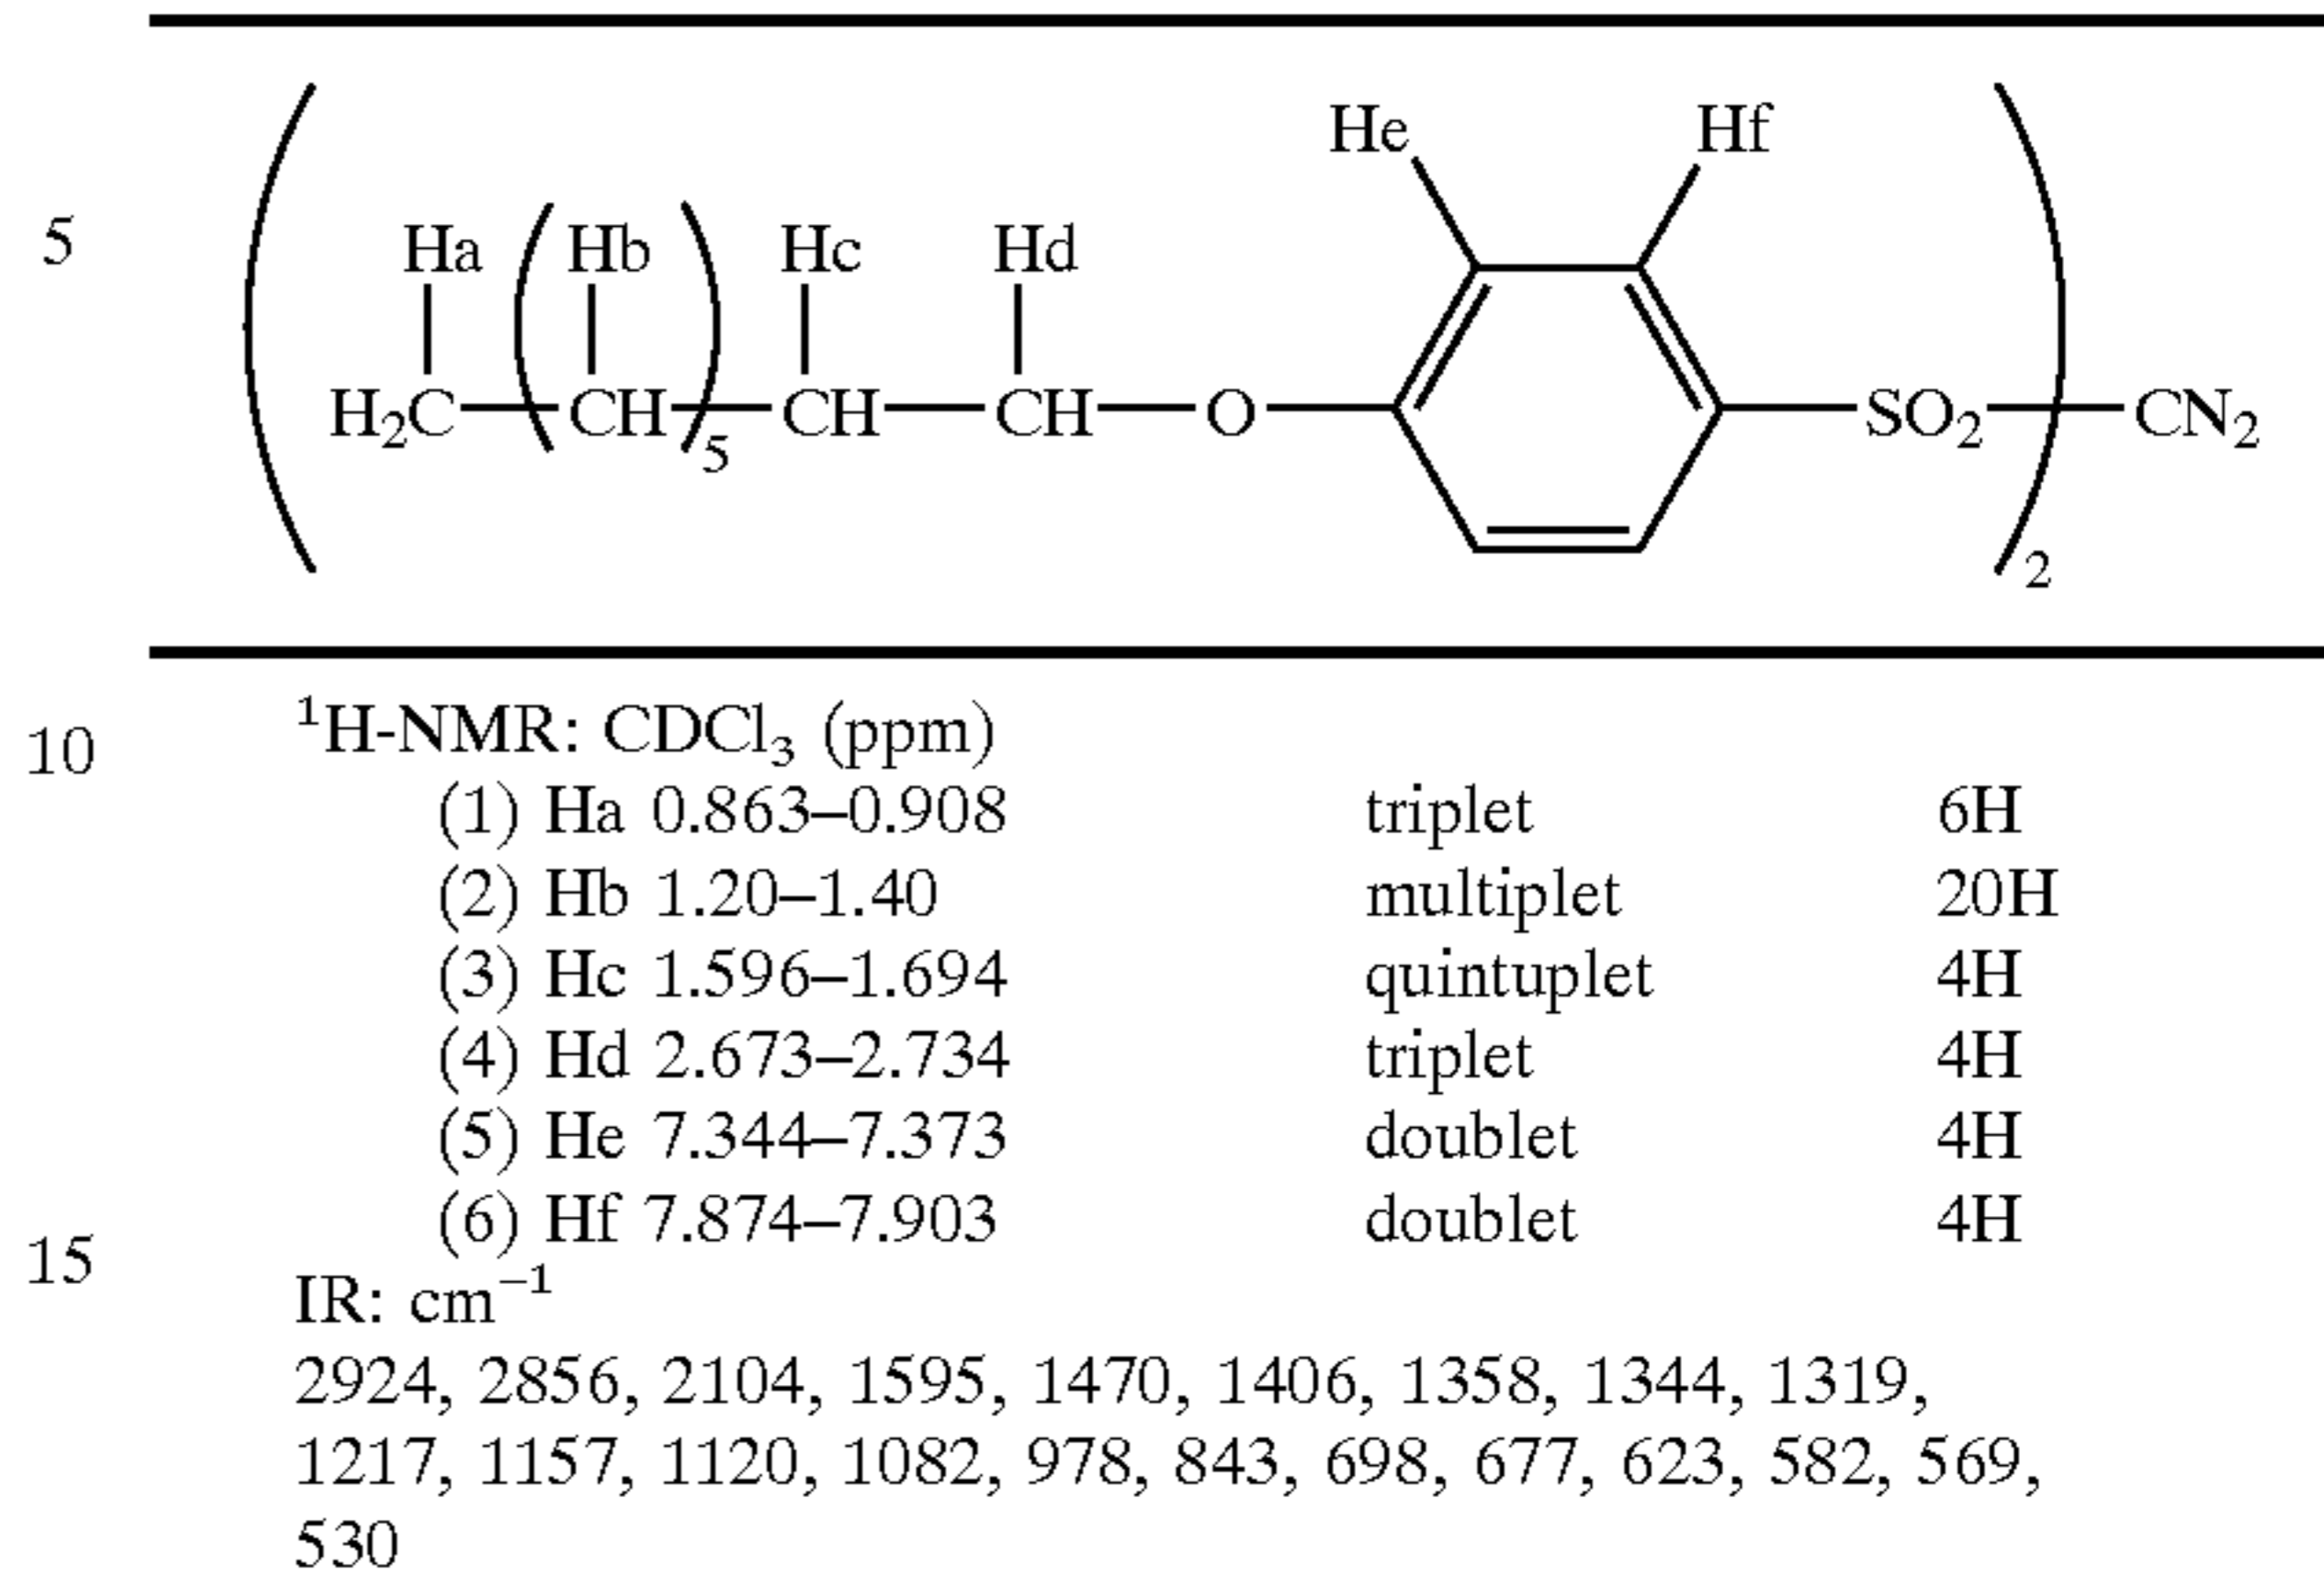 He Hf
5 Ha Hb Hc Hd
H₂C CH CH CH O SO₂ CN₂
5
2
10 ¹H-NMR: CDCl₃ (ppm)
(1) Ha 0.863–0.908 triplet 6H
(2) Hb 1.20–1.40 multiplet 20H
(3) Hc 1.596–1.694 quintuplet 4H
(4) Hd 2.673–2.734 triplet 4H
(5) He 7.344–7.373 doublet 4H
(6) Hf 7.874–7.903 doublet 4H
15 IR: cm⁻¹
2924, 2856, 2104, 1595, 1470, 1406, 1358, 1344, 1319,
1217, 1157, 1120, 1082, 978, 843, 698, 677, 623, 582, 569,
530